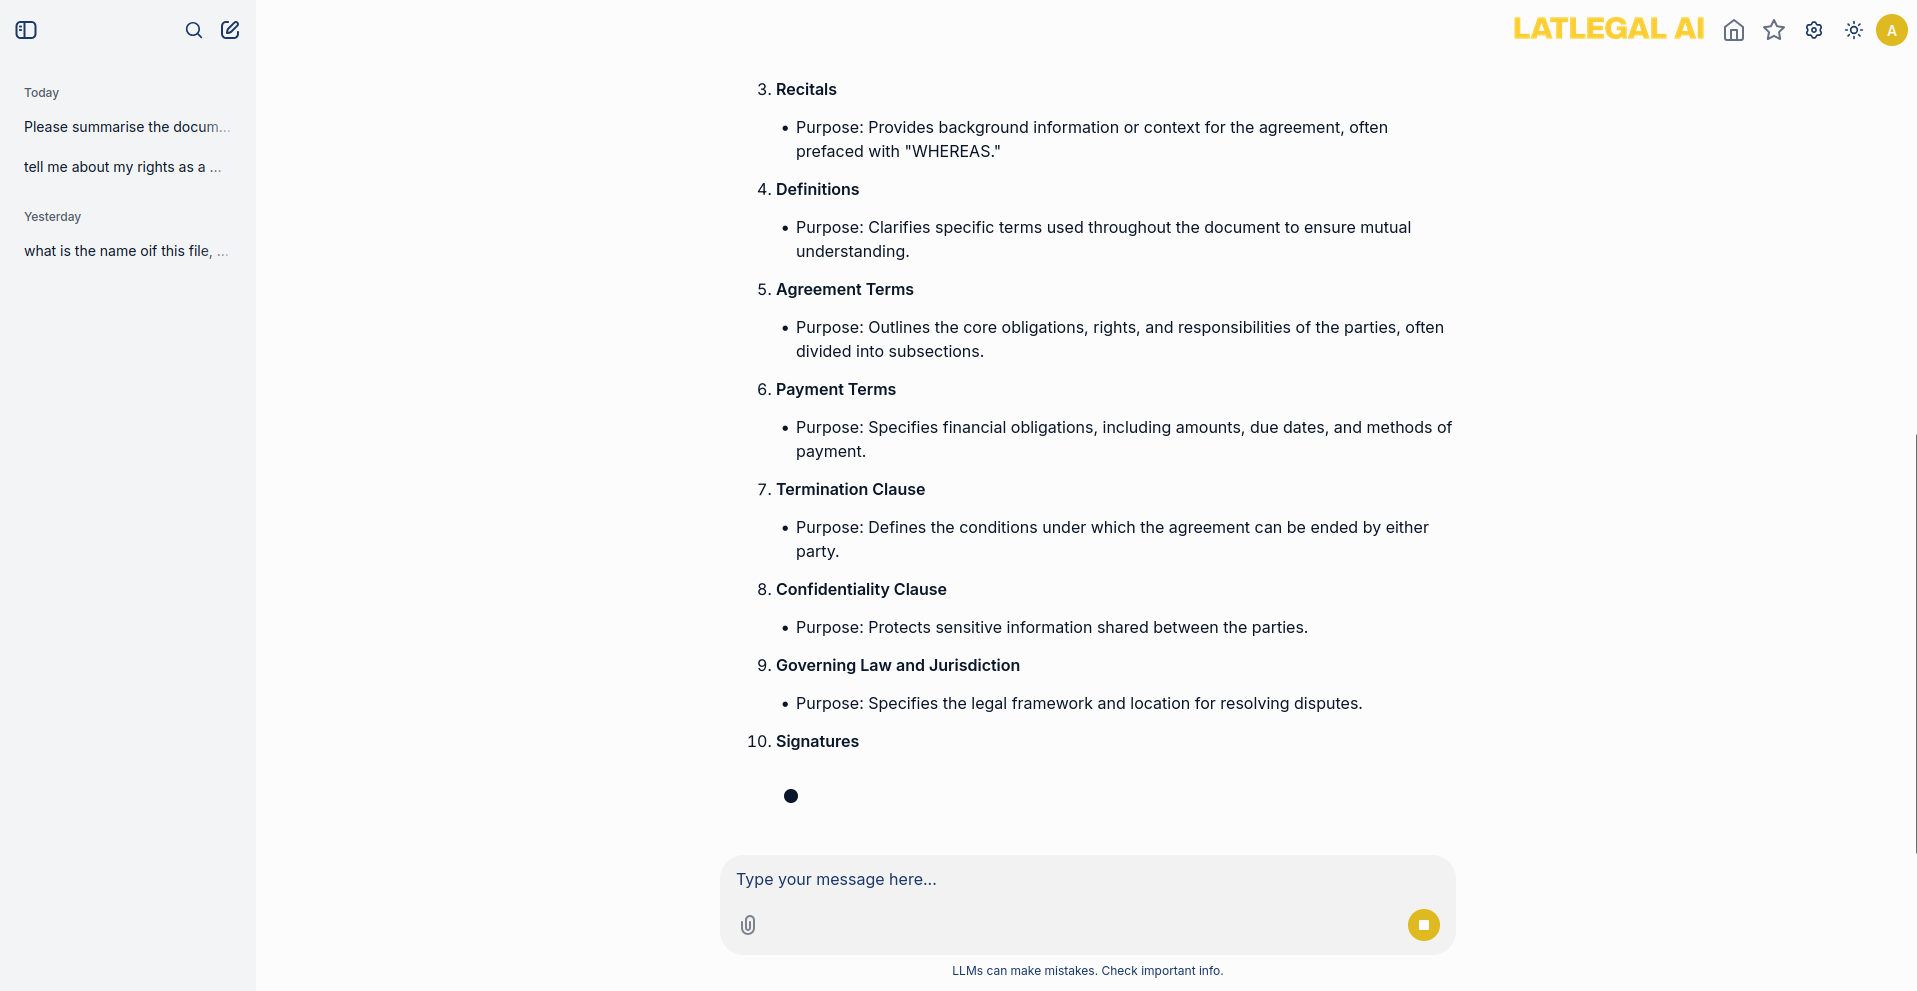 LATLEGAL AI
A
Today
Please summarise the docum...
tell me about my rights as a ...
Yesterday
what is the name oif this file, ...
3. Recitals
• Purpose: Provides background information or context for the agreement, often
prefaced with "WHEREAS."
4. Definitions
• Purpose: Clarifies specific terms used throughout the document to ensure mutual
understanding.
5. Agreement Terms
• Purpose: Outlines the core obligations, rights, and responsibilities of the parties, often
divided into subsections.
6. Payment Terms
• Purpose: Specifies financial obligations, including amounts, due dates, and methods of
payment.
7. Termination Clause
• Purpose: Defines the conditions under which the agreement can be ended by either
party.
8. Confidentiality Clause
• Purpose: Protects sensitive information shared between the parties.
9. Governing Law and Jurisdiction
• Purpose: Specifies the legal framework and location for resolving disputes.
10. Signatures
Type your message here...
LLMs can make mistakes. Check important info.